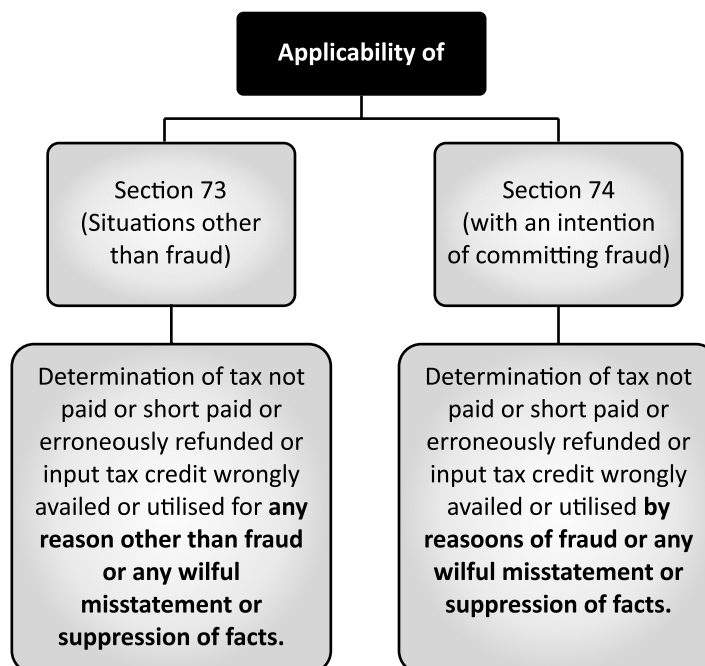 Applicability of
Section 73
(Situations other
than fraud)
Section 74
(with an intention
of committing fraud)
Determination of tax not
paid or short paid or
erroneously refunded or
input tax credit wrongly
availed or utilised for any
reason other than fraud
or any wilful
misstatement or
suppression of facts.
Determination of tax not
paid or short paid or
erroneously refunded or
input tax credit wrongly
availed or utilised by
reasoons of fraud or any
wilful misstatement or
suppression of facts.